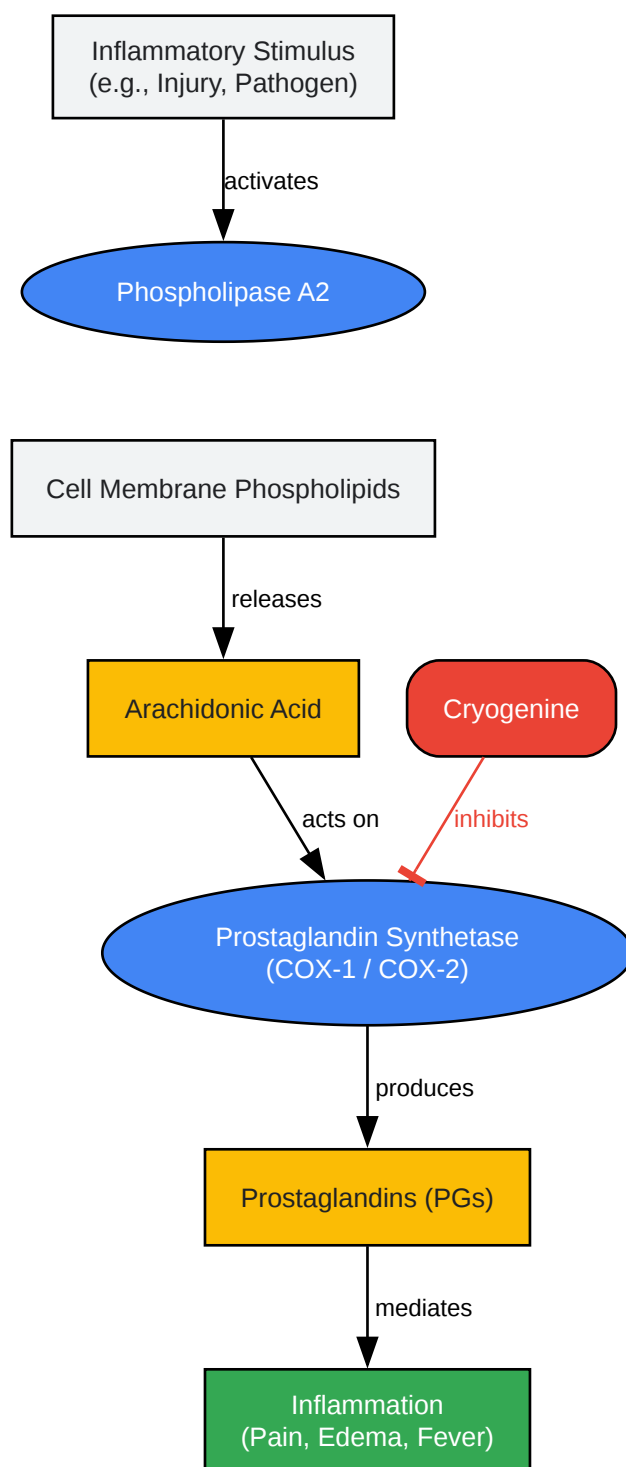 Inflammatory Stimulus
(e.g., Injury, Pathogen)
activates
Phospholipase A2
Cell Membrane Phospholipids
releases
Arachidonic Acid
Cryogenine
acts on
inhibits
Prostaglandin Synthetase
(COX-1 / COX-2)
produces
Prostaglandins (PGs)
mediates
Inflammation
(Pain, Edema, Fever)